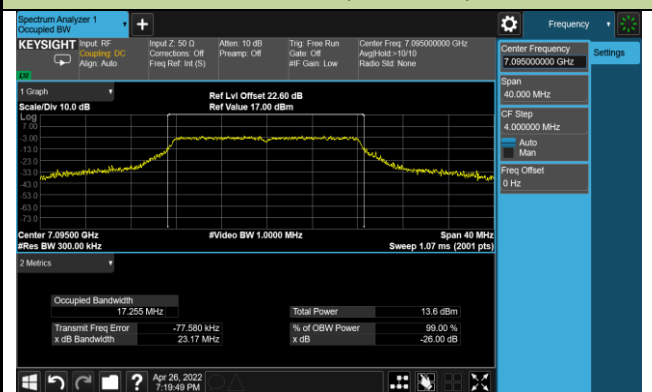 Spectrum Analyzer 1
Occupied BW
Frequency
KEYSIGHT
Input: RF
Coupling: DC
Align: Auto
Input Z: 50 Ω
Corrections: Off
Freq Ref: Int (S)
Atten: 10 dB
Preamp: Off
Trig: Free Run
Gate: Off
#IF Gain: Low
Center Freq: 7.095000000 GHz
Avg|Hold:>10/10
Radio Std: None
Center Frequency
7.095000000 GHz
Settings
Span
40.000 MHz
CF Step
4.000000 MHz
Auto
Man
Freq Offset
0 Hz
1 Graph
Scale/Div 10.0 dB
Ref Lvl Offset 22.60 dB
Ref Value 17.00 dBm
Log
7.00
-3.00
-13.0
-23.0
-33.0
-43.0
-53.0
-63.0
-73.0
Center 7.09500 GHz
#Video BW 1.0000 MHz
Span 40 MHz
#Res BW 300.00 kHz
Sweep 1.07 ms (2001 pts)
2 Metrics
Occupied Bandwidth
17.255 MHz
Total Power 13.6 dBm
Transmit Freq Error -77.580 kHz
% of OBW Power 99.00 %
x dB Bandwidth 23.17 MHz
x dB -26.00 dB
Apr 26, 2022
7:19:49 PM